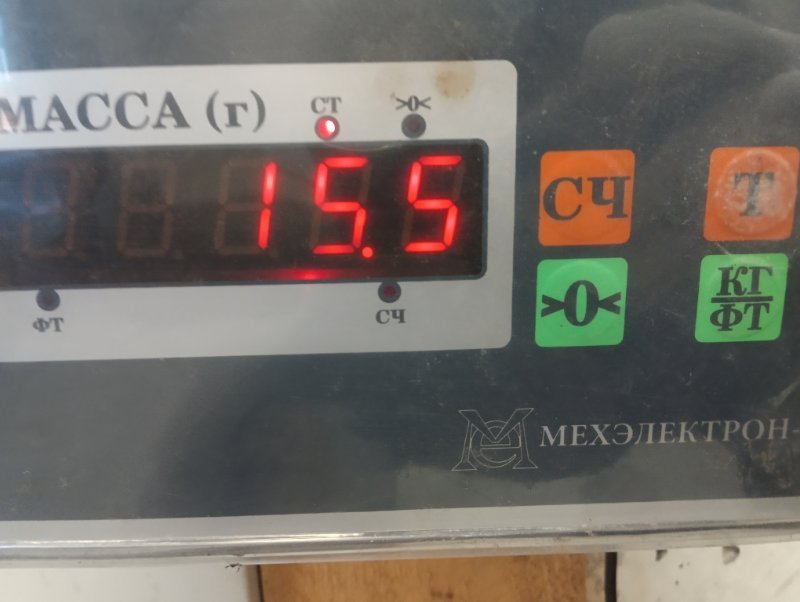 МАССА (г)
СТ
>0<
15.5
ФТ
СЧ
СЧ
Т
>0<
КГ
ФТ
МЕХЭЛЕКТРОН-